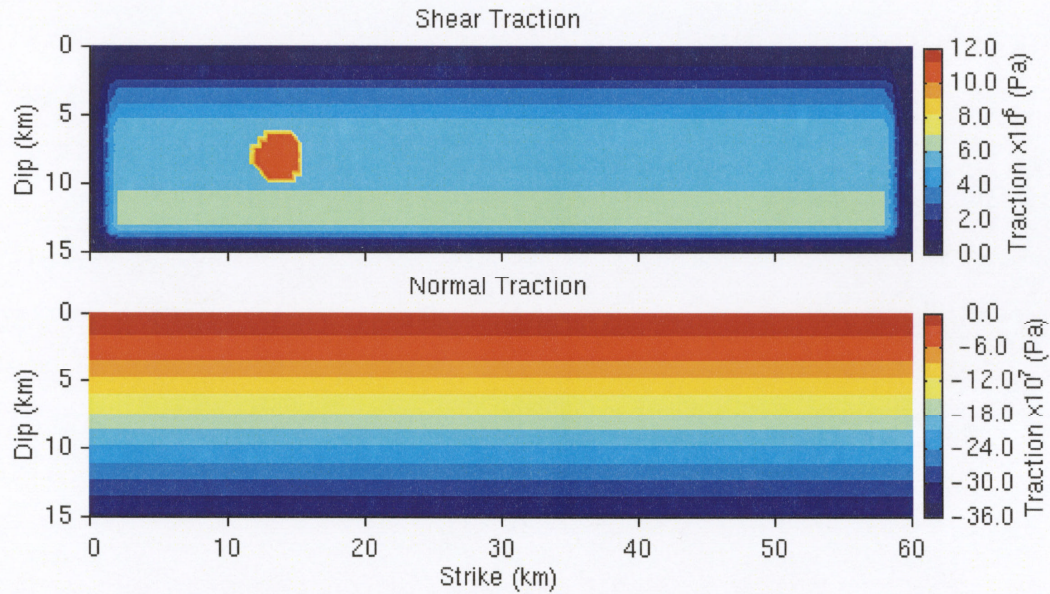 Shear Traction
0
5
10
15
Dip (km)
12.0
10.0
8.0
6.0
4.0
2.0
0.0
Traction ×10⁶ (Pa)
Normal Traction
0
5
10
15
Dip (km)
0.0
-6.0
-12.0
-18.0
-24.0
-30.0
-36.0
Traction ×10⁷ (Pa)
0 10 20 30 40 50 60
Strike (km)